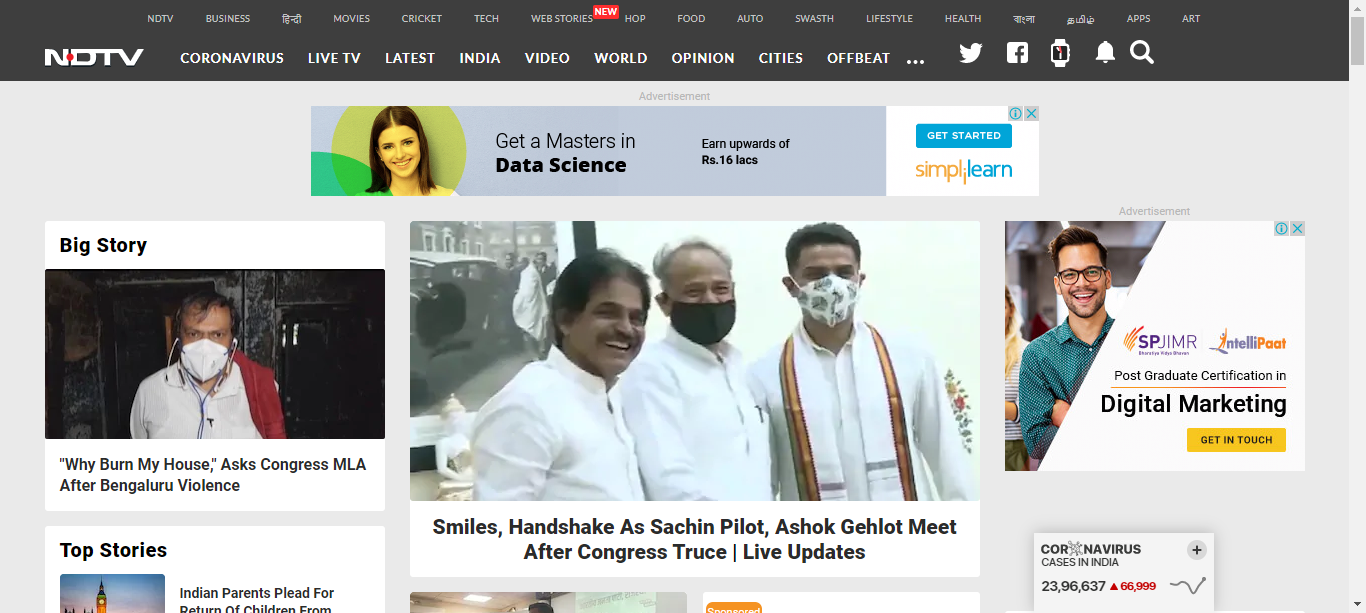 NDTV BUSINESS हिन्दी MOVIES CRICKET TECH WEB STORIES NEW HOP FOOD AUTO SWASTH LIFESTYLE HEALTH বাংলা தமிழ் APPS ART
NDTV CORONAVIRUS LIVE TV LATEST INDIA VIDEO WORLD OPINION CITIES OFFBEAT ...
Advertisement
Get a Masters in
Data Science
Earn upwards of
Rs.16 lacs
GET STARTED
simplilearn
Big Story
"Why Burn My House," Asks Congress MLA
After Bengaluru Violence
Top Stories
Indian Parents Plead For
Return Of Children From
Smiles, Handshake As Sachin Pilot, Ashok Gehlot Meet
After Congress Truce | Live Updates
Sponsored
Advertisement
SPJIMR
Bharatiya Vidya Bhavan
IntelliPaat
Post Graduate Certification in
Digital Marketing
GET IN TOUCH
CORONAVIRUS
CASES IN INDIA
23,96,637 ▲66,999